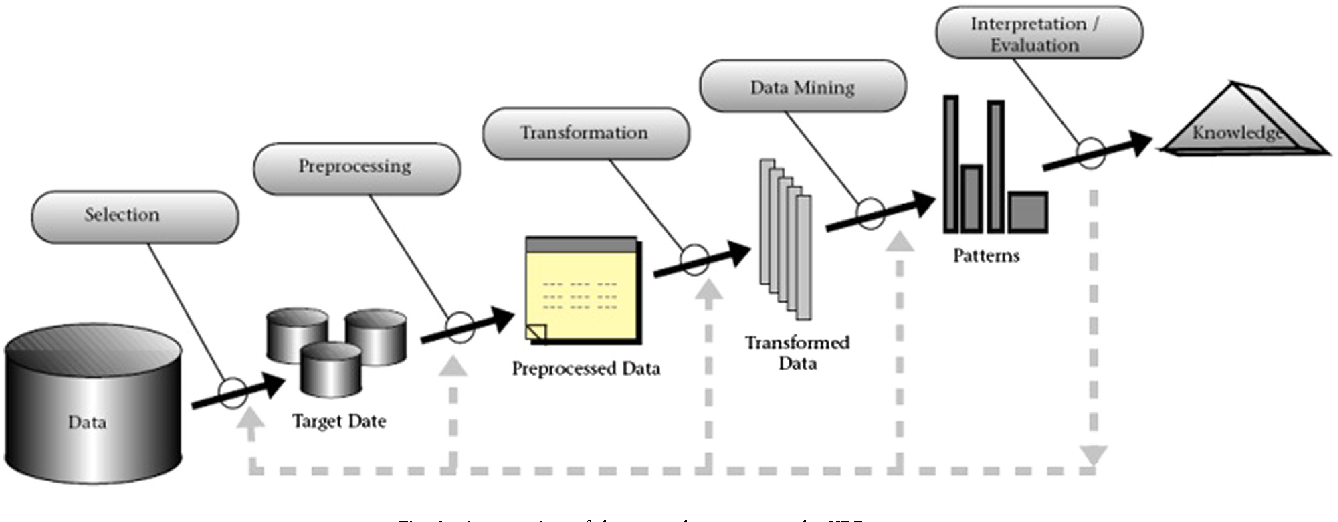 Interpretation /
Evaluation
Data Mining
Transformation
Preprocessing
Selection
Knowledge
Patterns
Transformed
Data
Preprocessed Data
Target Date
Data